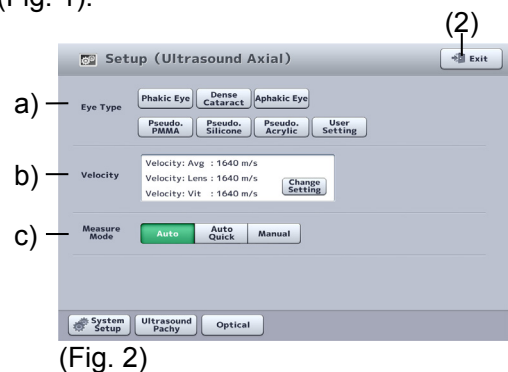 (Fig. 1).
(2)
Setup (Ultrasound Axial)
Exit
a)
Eye Type
Phakic Eye
Dense
Cataract
Aphakic Eye
Pseudo.
PMMA
Pseudo.
Silicone
Pseudo.
Acrylic
User
Setting
b)
Velocity
Velocity: Avg : 1640 m/s
Velocity: Lens : 1640 m/s
Velocity: Vit : 1640 m/s
Change
Setting
c)
Measure
Mode
Auto
Auto
Quick
Manual
System
Setup
Ultrasound
Pachy
Optical
(Fig. 2)